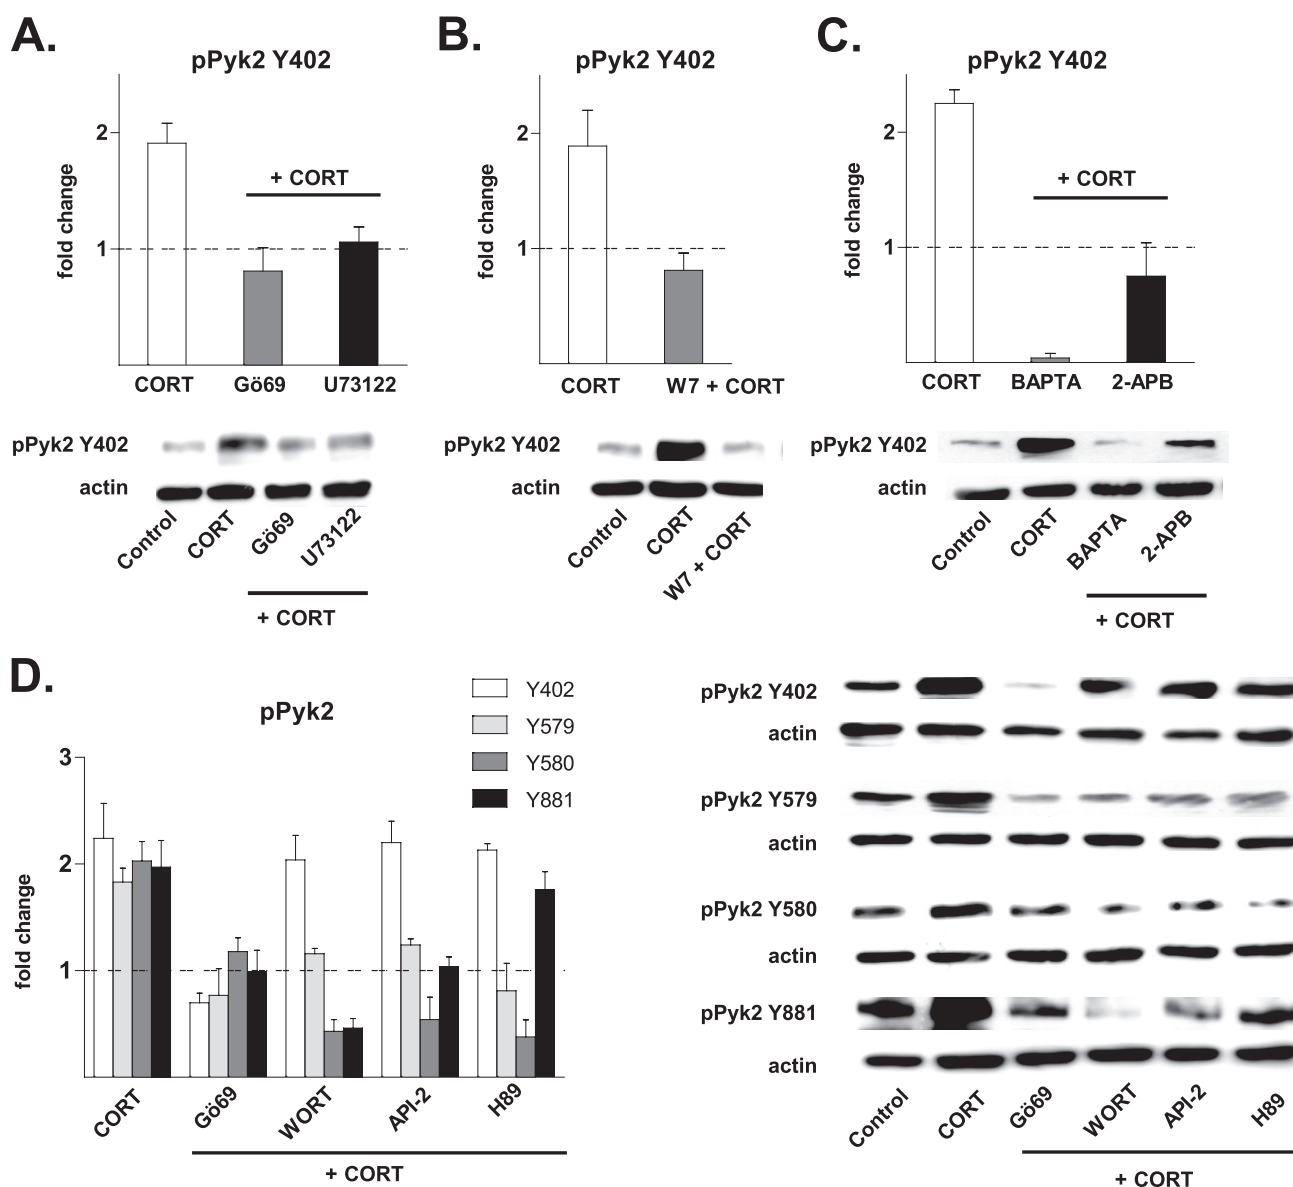 A.
pPyk2 Y402
fold change
2
1
+ CORT
CORT Gö69 U73122
pPyk2 Y402
actin
Control CORT Gö69 U73122
+ CORT
B.
pPyk2 Y402
fold change
2
1
CORT W7 + CORT
pPyk2 Y402
actin
Control CORT W7 + CORT
C.
pPyk2 Y402
fold change
2
1
+ CORT
CORT BAPTA 2-APB
pPyk2 Y402
actin
Control CORT BAPTA 2-APB
+ CORT
D.
pPyk2
Y402
Y579
Y580
Y881
fold change
3
2
1
CORT Gö69 WORT API-2 H89
+ CORT
pPyk2 Y402
actin
pPyk2 Y579
actin
pPyk2 Y580
actin
pPyk2 Y881
actin
Control CORT Gö69 WORT API-2 H89
+ CORT